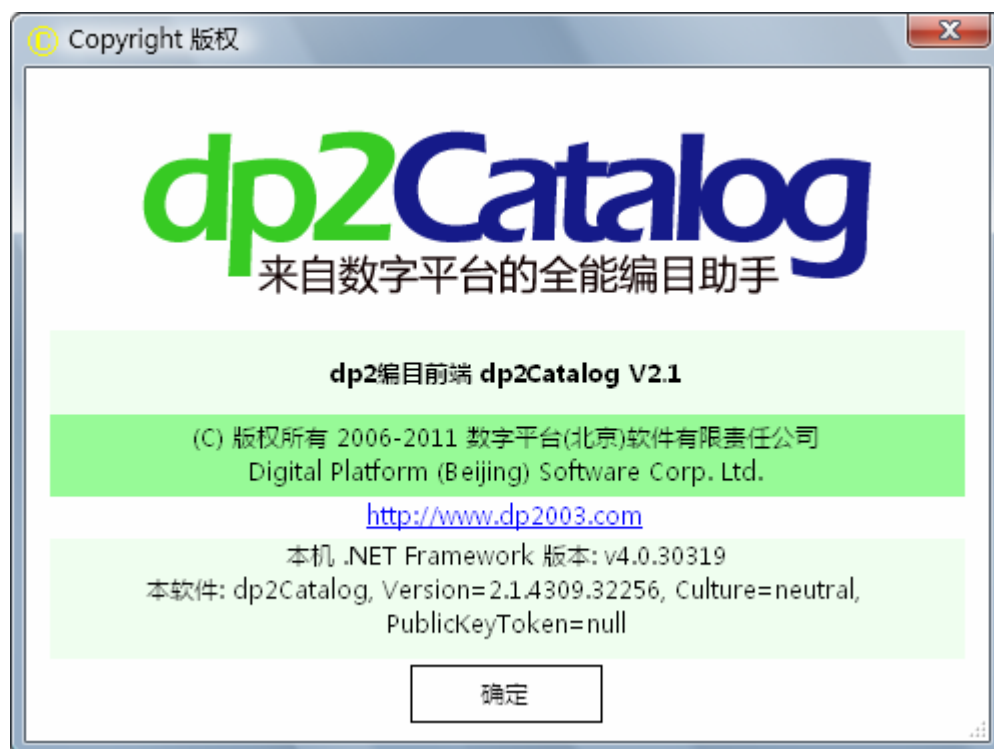 Copyright 版权
dp2Catalog
来自数字平台的全能编目助手
dp2编目前端 dp2Catalog V2.1
(C) 版权所有 2006-2011 数字平台(北京)软件有限责任公司
Digital Platform (Beijing) Software Corp. Ltd.
http://www.dp2003.com
本机 .NET Framework 版本: v4.0.30319
本软件: dp2Catalog, Version=2.1.4309.32256, Culture=neutral,
PublicKeyToken=null
确定